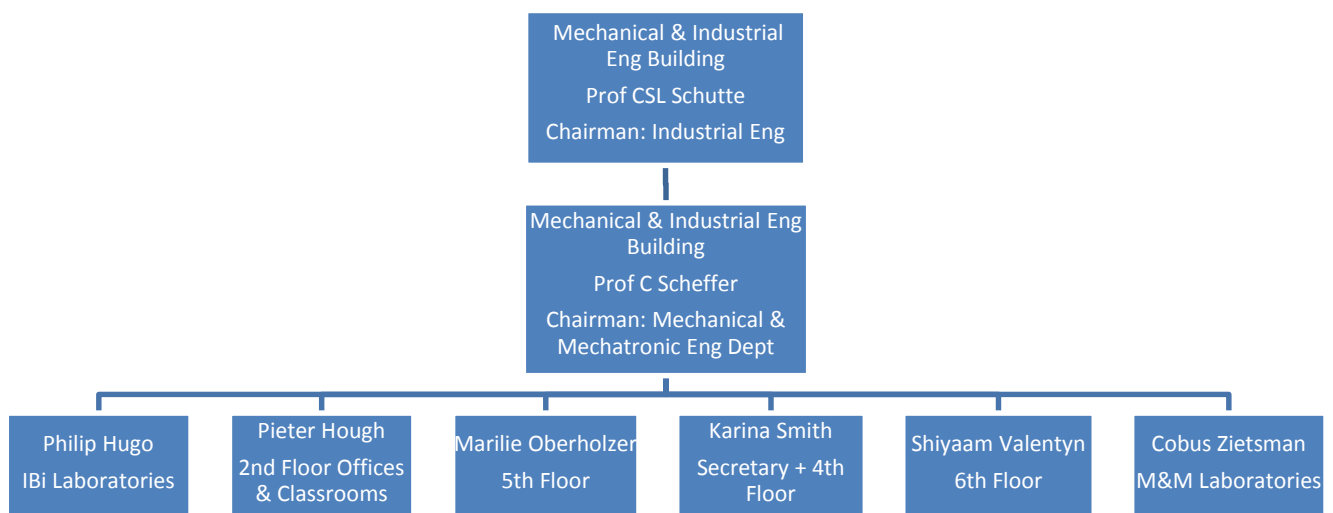 Mechanical & Industrial
Eng Building
Prof CSL Schutte
Chairman: Industrial Eng
Mechanical & Industrial Eng
Building
Prof C Scheffer
Chairman: Mechanical &
Mechatronic Eng Dept
Philip Hugo
IBi Laboratories
Pieter Hough
2nd Floor Offices
& Classrooms
Marilie Oberholzer
5th Floor
Karina Smith
Secretary + 4th
Floor
Shiyaam Valentyn
6th Floor
Cobus Zietsman
M&M Laboratories